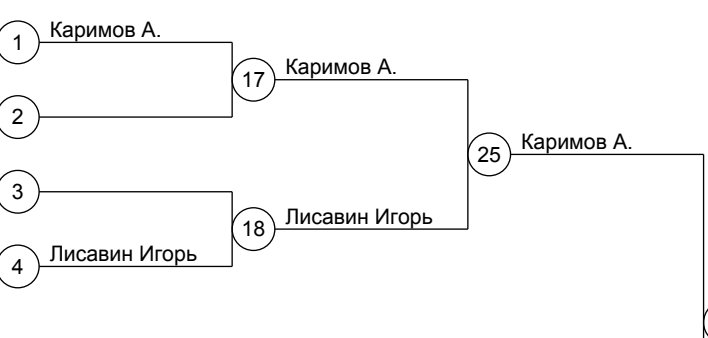 1 Каримов А.
17 Каримов А.
2
25 Каримов А.
3
18 Лисавин Игорь
4 Лисавин Игорь